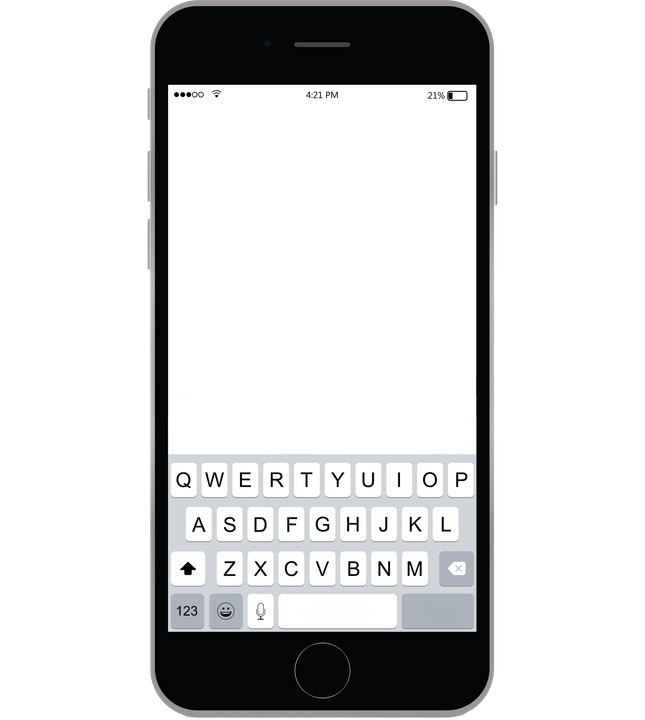 4:21 PM 21%
Q W E R T Y U I O P
A S D F G H J K L
Z X C V B N M
123